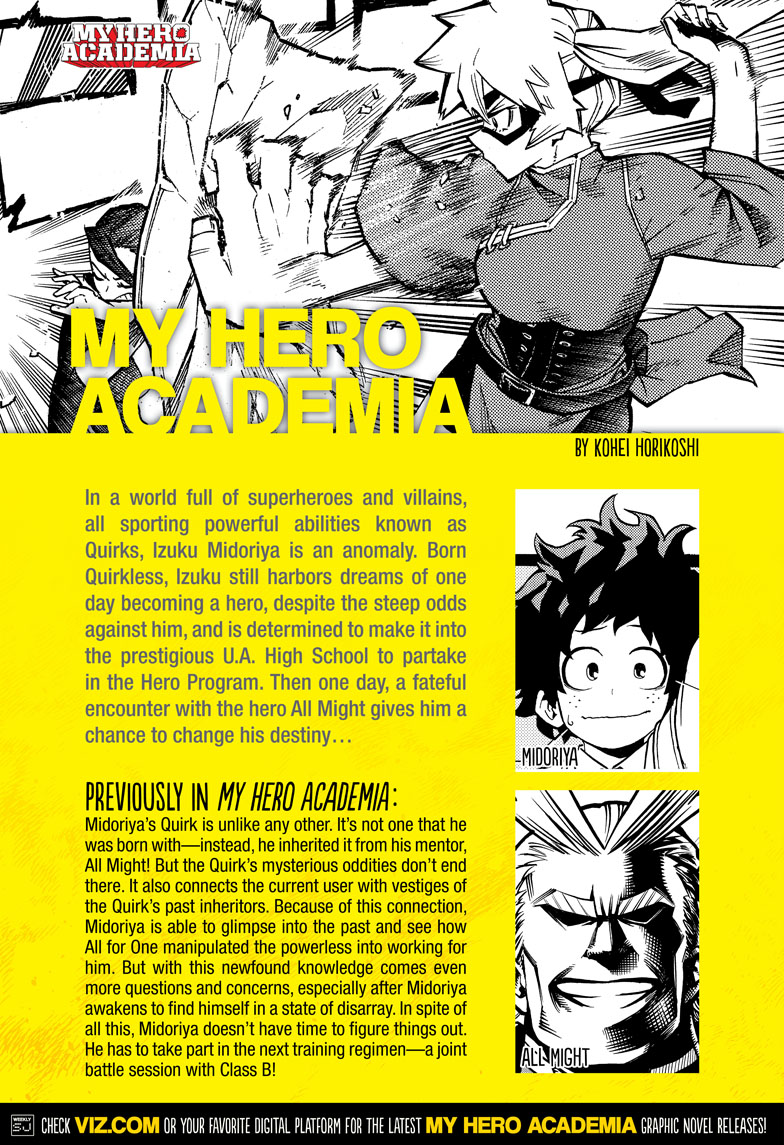 MY HERO
ACADEMIA
MY HERO
ACADEMIA
BY KOHEI HORIKOSHI
In a world full of superheroes and villains,
all sporting powerful abilities known as
Quirks, Izuku Midoriya is an anomaly. Born
Quirkless, Izuku still harbors dreams of one
day becoming a hero, despite the steep odds
against him, and is determined to make it into
the prestigious U.A. High School to partake
in the Hero Program. Then one day, a fateful
encounter with the hero All Might gives him a
chance to change his destiny…
MIDORIYA
PREVIOUSLY IN MY HERO ACADEMIA:
Midoriya’s Quirk is unlike any other. It’s not one that he
was born with—instead, he inherited it from his mentor,
All Might! But the Quirk’s mysterious oddities don’t end
there. It also connects the current user with vestiges of
the Quirk’s past inheritors. Because of this connection,
Midoriya is able to glimpse into the past and see how
All for One manipulated the powerless into working for
him. But with this newfound knowledge comes even
more questions and concerns, especially after Midoriya
awakens to find himself in a state of disarray. In spite of
all this, Midoriya doesn’t have time to figure things out.
He has to take part in the next training regimen—a joint
battle session with Class B!
ALL MIGHT
WEEKLY
SJ
CHECK VIZ.COM OR YOUR FAVORITE DIGITAL PLATFORM FOR THE LATEST MY HERO ACADEMIA GRAPHIC NOVEL RELEASES!